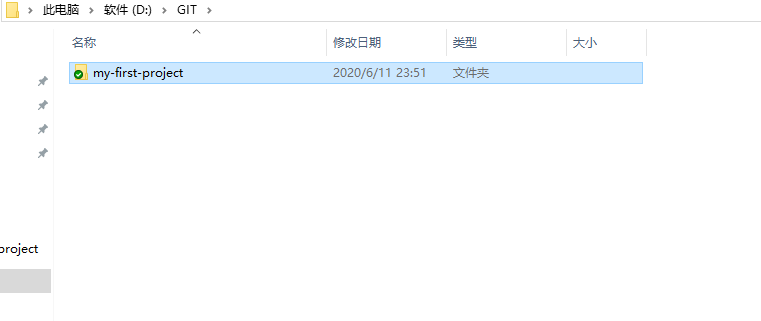 此电脑 软件 (D:) GIT
名称 修改日期 类型 大小
my-first-project 2020/6/11 23:51 文件夹
project